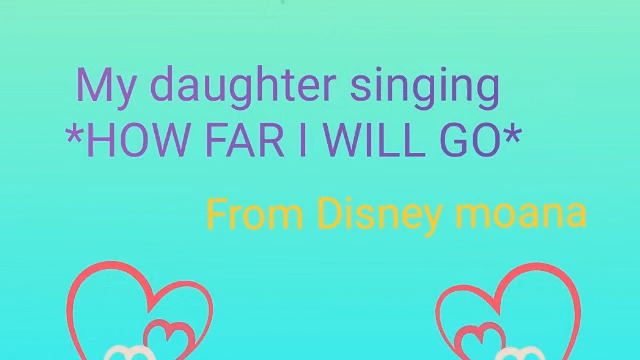 My daughter singing
*HOW FAR I WILL GO*
From Disney moana